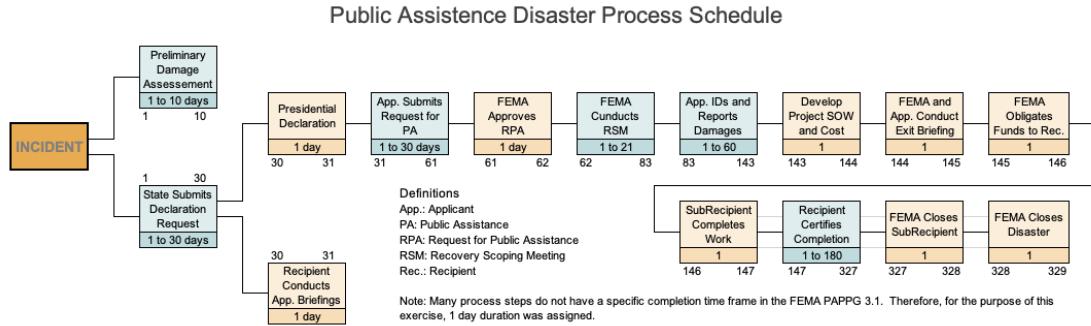 Public Assistence Disaster Process Schedule
INCIDENT
Preliminary
Damage
Assessement
1 to 10 days
1 10
1 30
State Submits
Declaration
Request
1 to 30 days
Presidential
Declaration
1 day
30 31
App. Submits
Request for
PA
1 to 30 days
31 61
FEMA
Approves
RPA
1 day
61 62
FEMA
Cunducts
RSM
1 to 21
62 83
App. IDs and
Reports
Damages
1 to 60
83 143
Develop
Project SOW
and Cost
1
143 144
FEMA and
App. Conduct
Exit Briefing
1
144 145
FEMA
Obligates
Funds to Rec.
1
145 146
30 31
Recipient
Conducts
App. Briefings
1 day
Definitions
App.: Applicant
PA: Public Assistance
RPA: Request for Public Assistance
RSM: Recovery Scoping Meeting
Rec.: Recipient
SubRecipient
Completes
Work
1
146 147
Recipient
Certifies
Completion
1 to 180
147 327
FEMA Closes
SubRecipient
1
327 328
FEMA Closes
Disaster
1
328 329
Note: Many process steps do not have a specific completion time frame in the FEMA PAPPG 3.1. Therefore, for the purpose of this
exercise, 1 day duration was assigned.